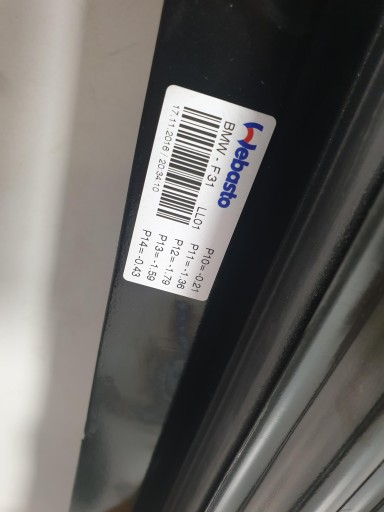 Webasto
BMW - F31
LL01
17.11.2016 / 20:34:10
P10=-0.21
P11=-1.36
P12=-1.79
P13=-1.59
P14=-0.43